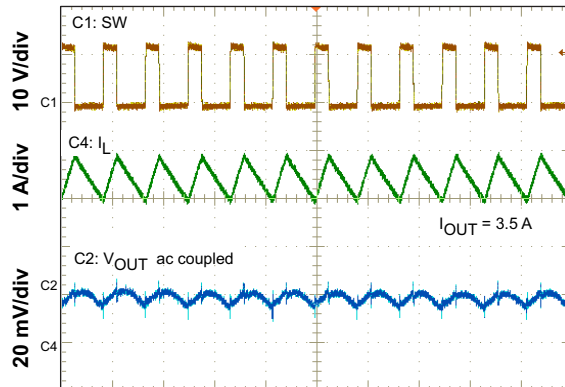 C1: SW
10 V/div
C1
C4: IL
1 A/div
IOUT = 3.5 A
C2: VOUT ac coupled
C2
20 mV/div
C4